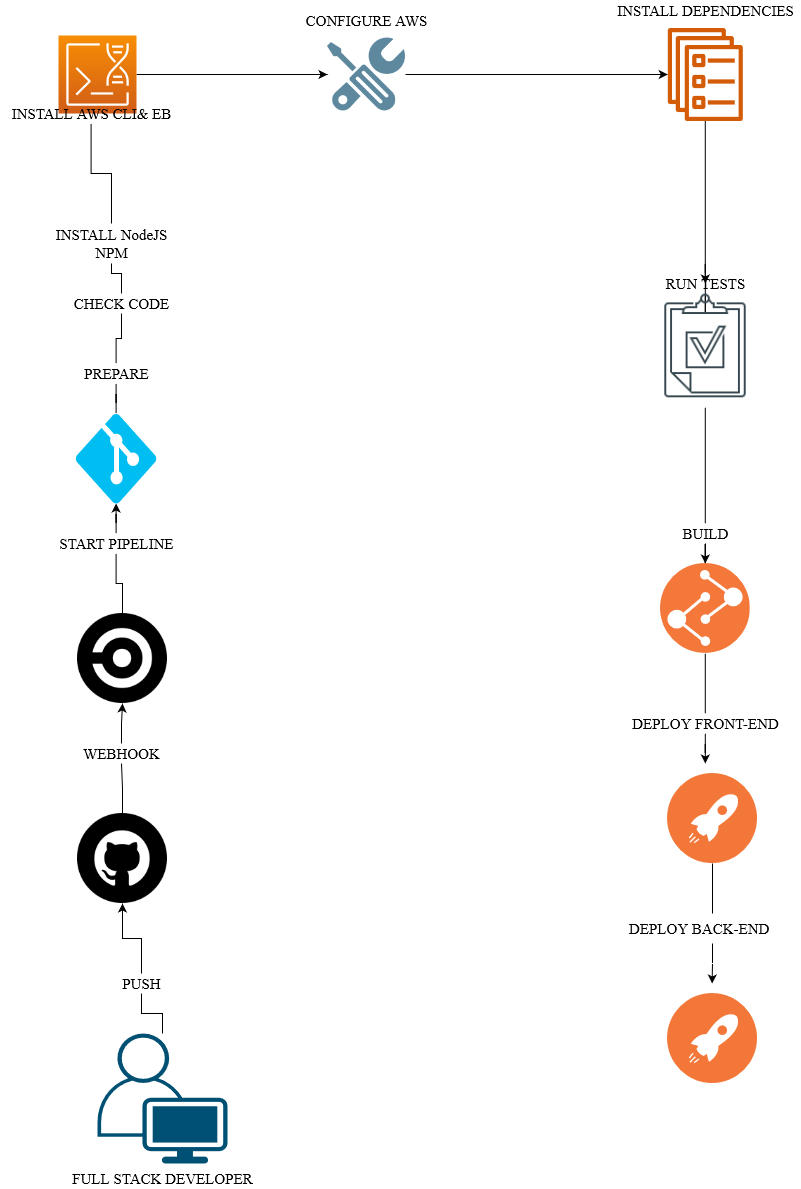 INSTALL DEPENDENCIES
CONFIGURE AWS
INSTALL AWS CLI& EB
INSTALL NodeJS
NPM
RUN TESTS
CHECK CODE
PREPARE
BUILD
START PIPELINE
DEPLOY FRONT-END
WEBHOOK
DEPLOY BACK-END
PUSH
FULL STACK DEVELOPER